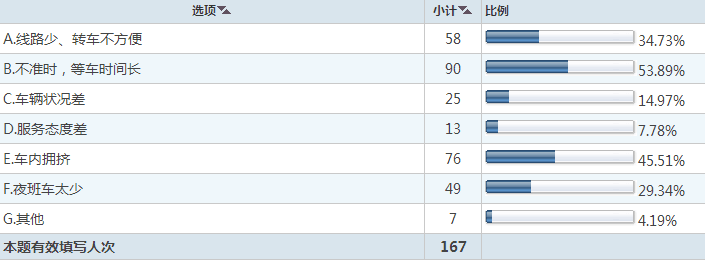 选项 小计 比例
A.线路少、转车不方便 58 34.73%
B.不准时，等车时间长 90 53.89%
C.车辆状况差 25 14.97%
D.服务态度差 13 7.78%
E.车内拥挤 76 45.51%
F.夜班车太少 49 29.34%
G.其他 7 4.19%
本题有效填写人次 167